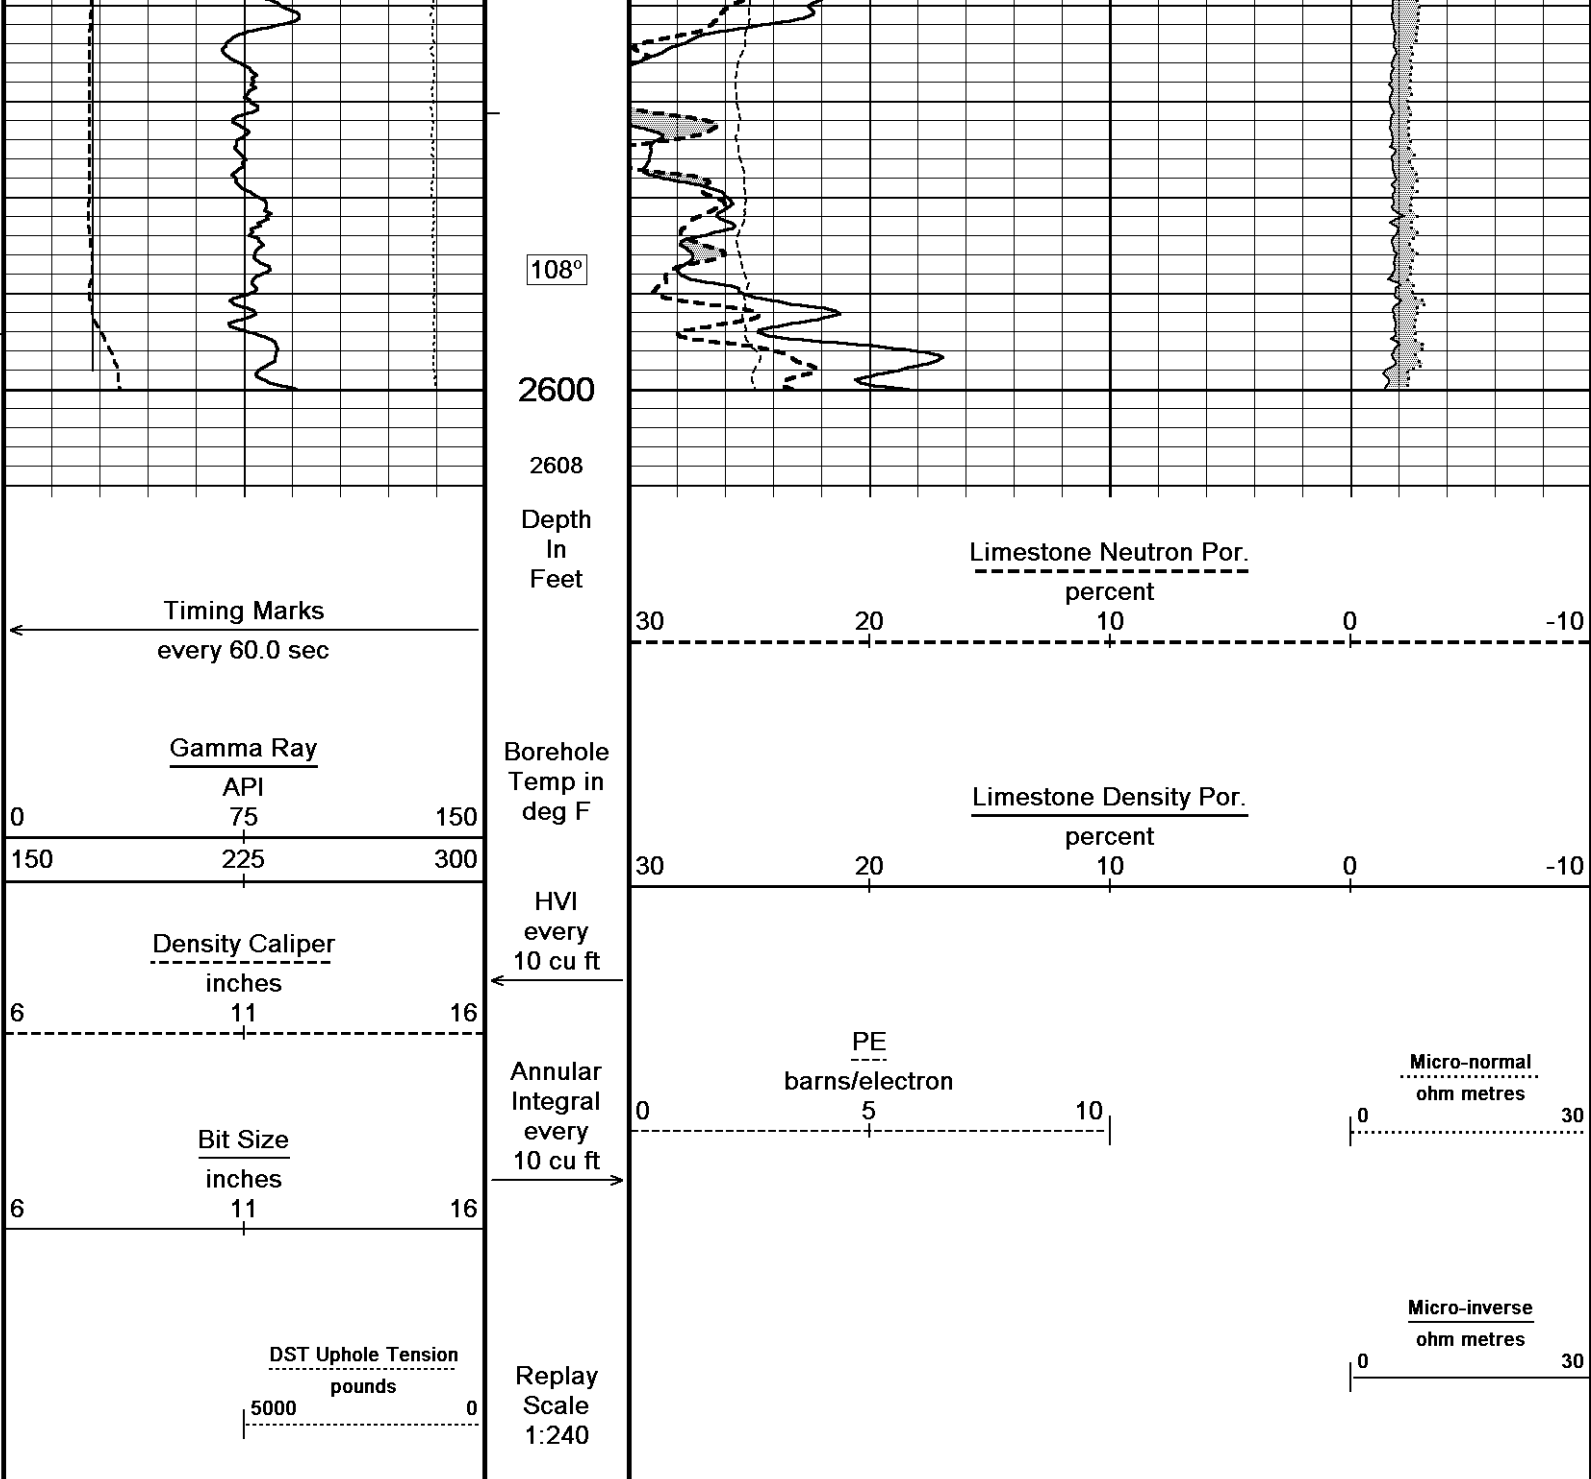 108°
2600
2608
Depth
In
Feet
Timing Marks
every 60.0 sec
Gamma Ray
API
0 75 150
150 225 300
Density Caliper
inches
6 11 16
Bit Size
inches
6 11 16
DST Uphole Tension
pounds
5000 0
Borehole
Temp in
deg F
HVI
every
10 cu ft
Annular
Integral
every
10 cu ft
Replay
Scale
1:240
Limestone Neutron Por.
percent
30 20 10 0 -10
Limestone Density Por.
percent
30 20 10 0 -10
PE
barns/electron
0 5 10
Micro-normal
ohm metres
0 30
Micro-inverse
ohm metres
0 30